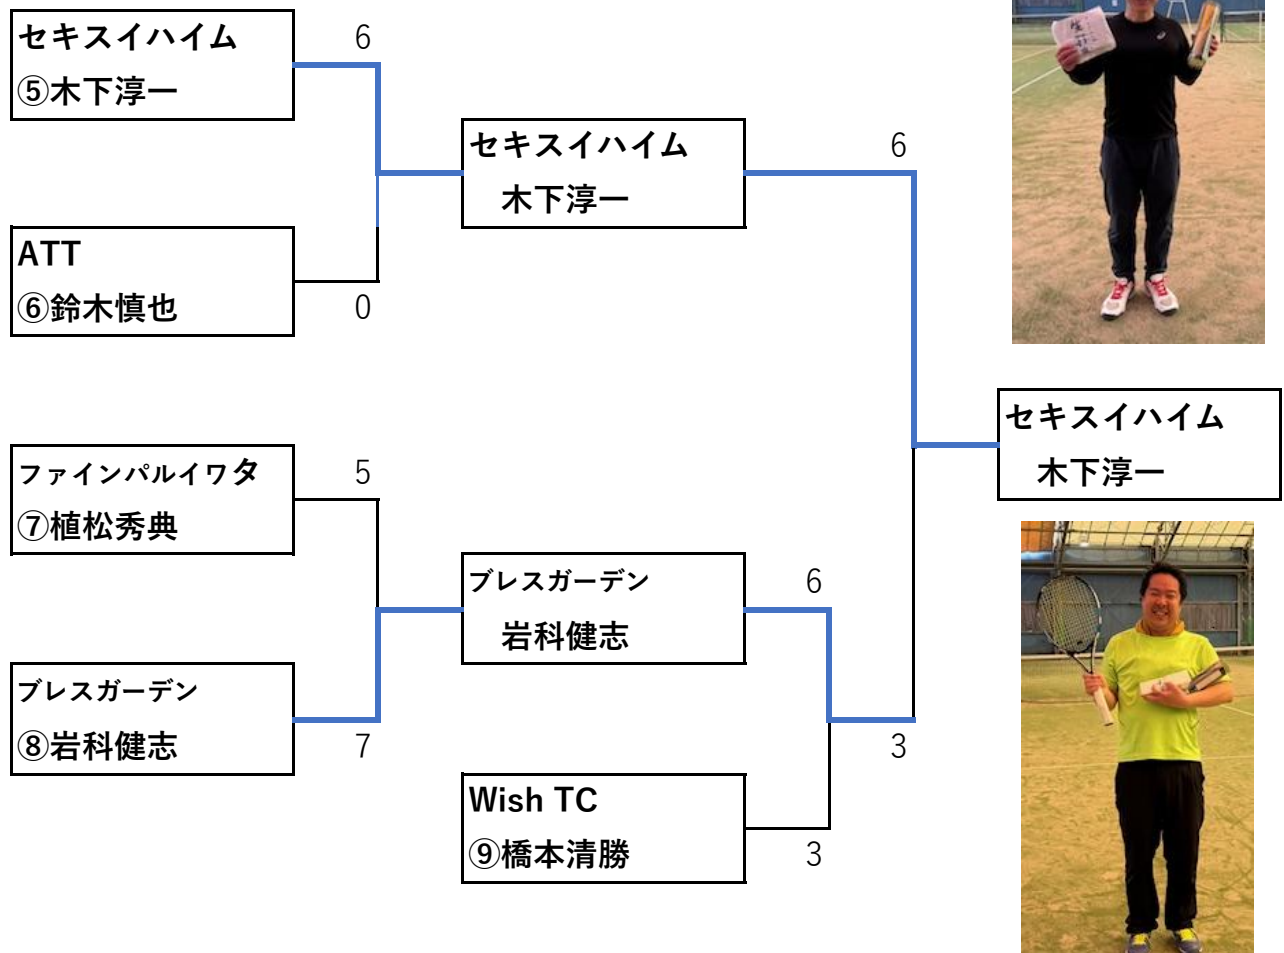 セキスイハイム
⑤木下淳一
6
ATT
⑥鈴木慎也
0
セキスイハイム
木下淳一
6
ファインパルイワタ
⑦植松秀典
5
ブレスガーデン
⑧岩科健志
7
ブレスガーデン
岩科健志
6
Wish TC
⑨橋本清勝
3
3
セキスイハイム
木下淳一